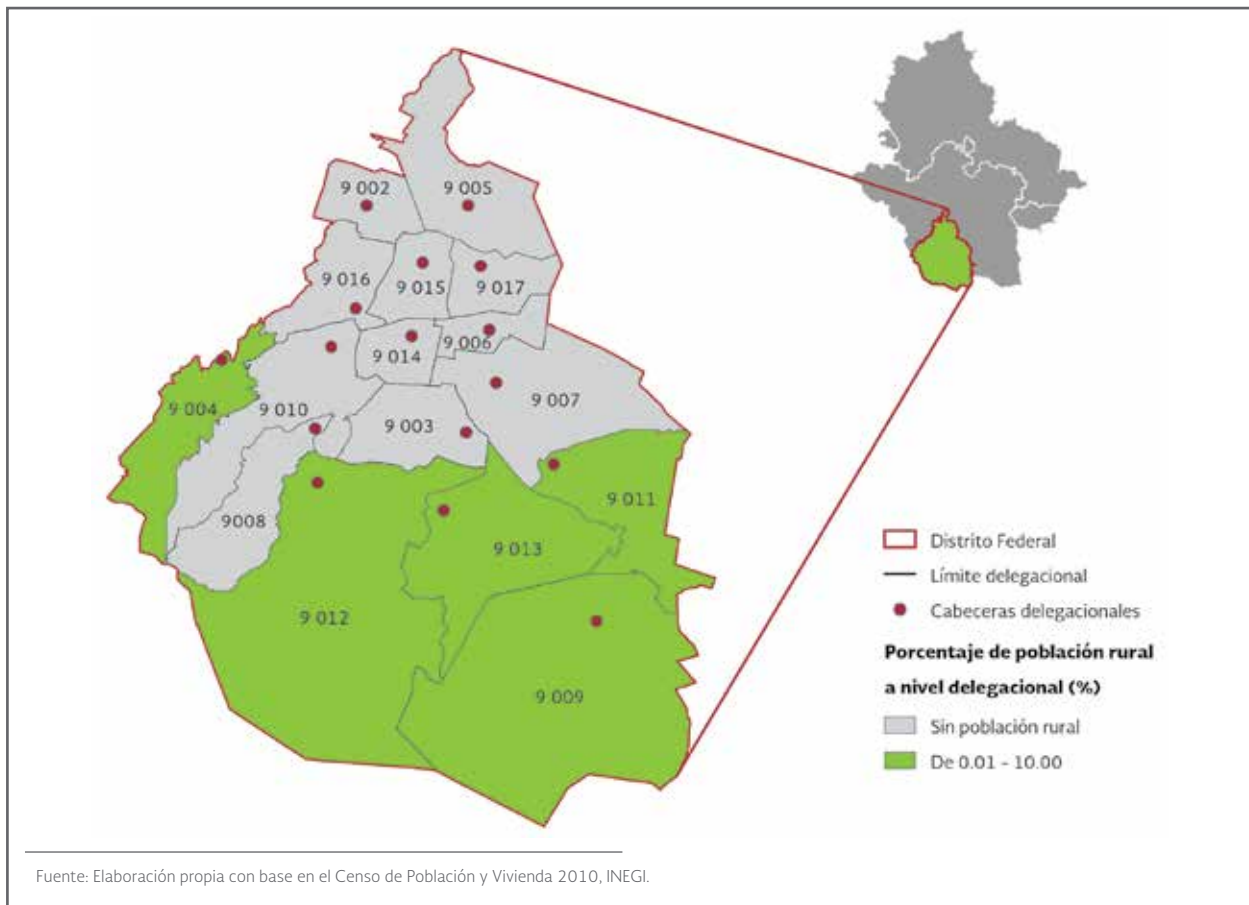 9 002
9 005
9 016
9 015
9 017
9 006
9 014
9 004
9 010
9 003
9 007
9008
9 011
9 013
9 012
9 009
Distrito Federal
Límite delegacional
Cabeceras delegacionales
Porcentaje de población rural
a nivel delegacional (%)
Sin población rural
De 0.01 - 10.00
Fuente: Elaboración propia con base en el Censo de Población y Vivienda 2010, INEGI.